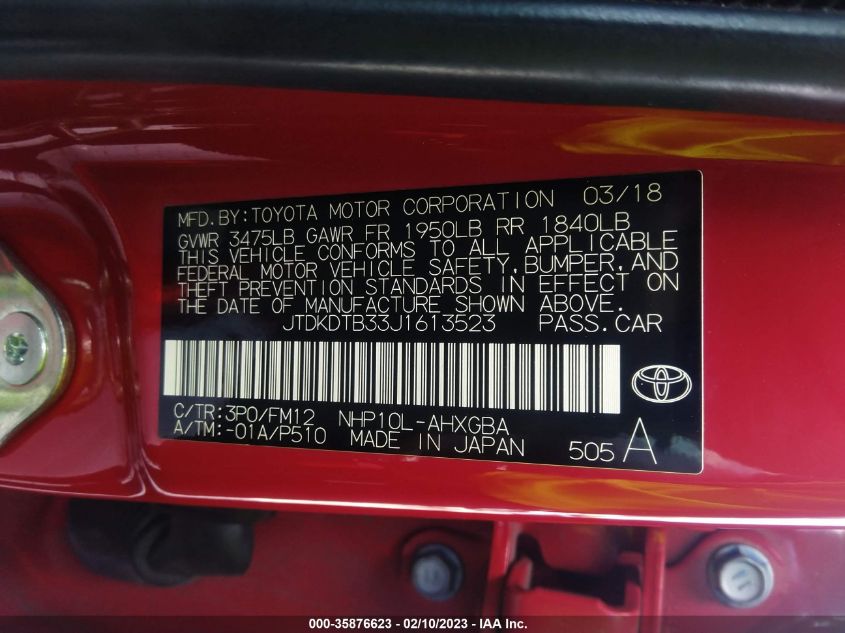 MFD. BY: TOYOTA MOTOR CORPORATION 03/18
GVWR 3475LB GAWR FR 1950LB RR 1840LB
THIS VEHICLE CONFORMS TO ALL APPLICABLE
FEDERAL MOTOR VEHICLE SAFETY, BUMPER, AND
THEFT PREVENTION STANDARDS IN EFFECT ON
THE DATE OF MANUFACTURE SHOWN ABOVE.
JTDKDTB33J1613523 PASS. CAR
C/TR: 3P0/FM12 NHP10L-AHXGBA
A/TM: -01A/P510 MADE IN JAPAN 505 A
000-35876623 - 02/10/2023 - IAA Inc.